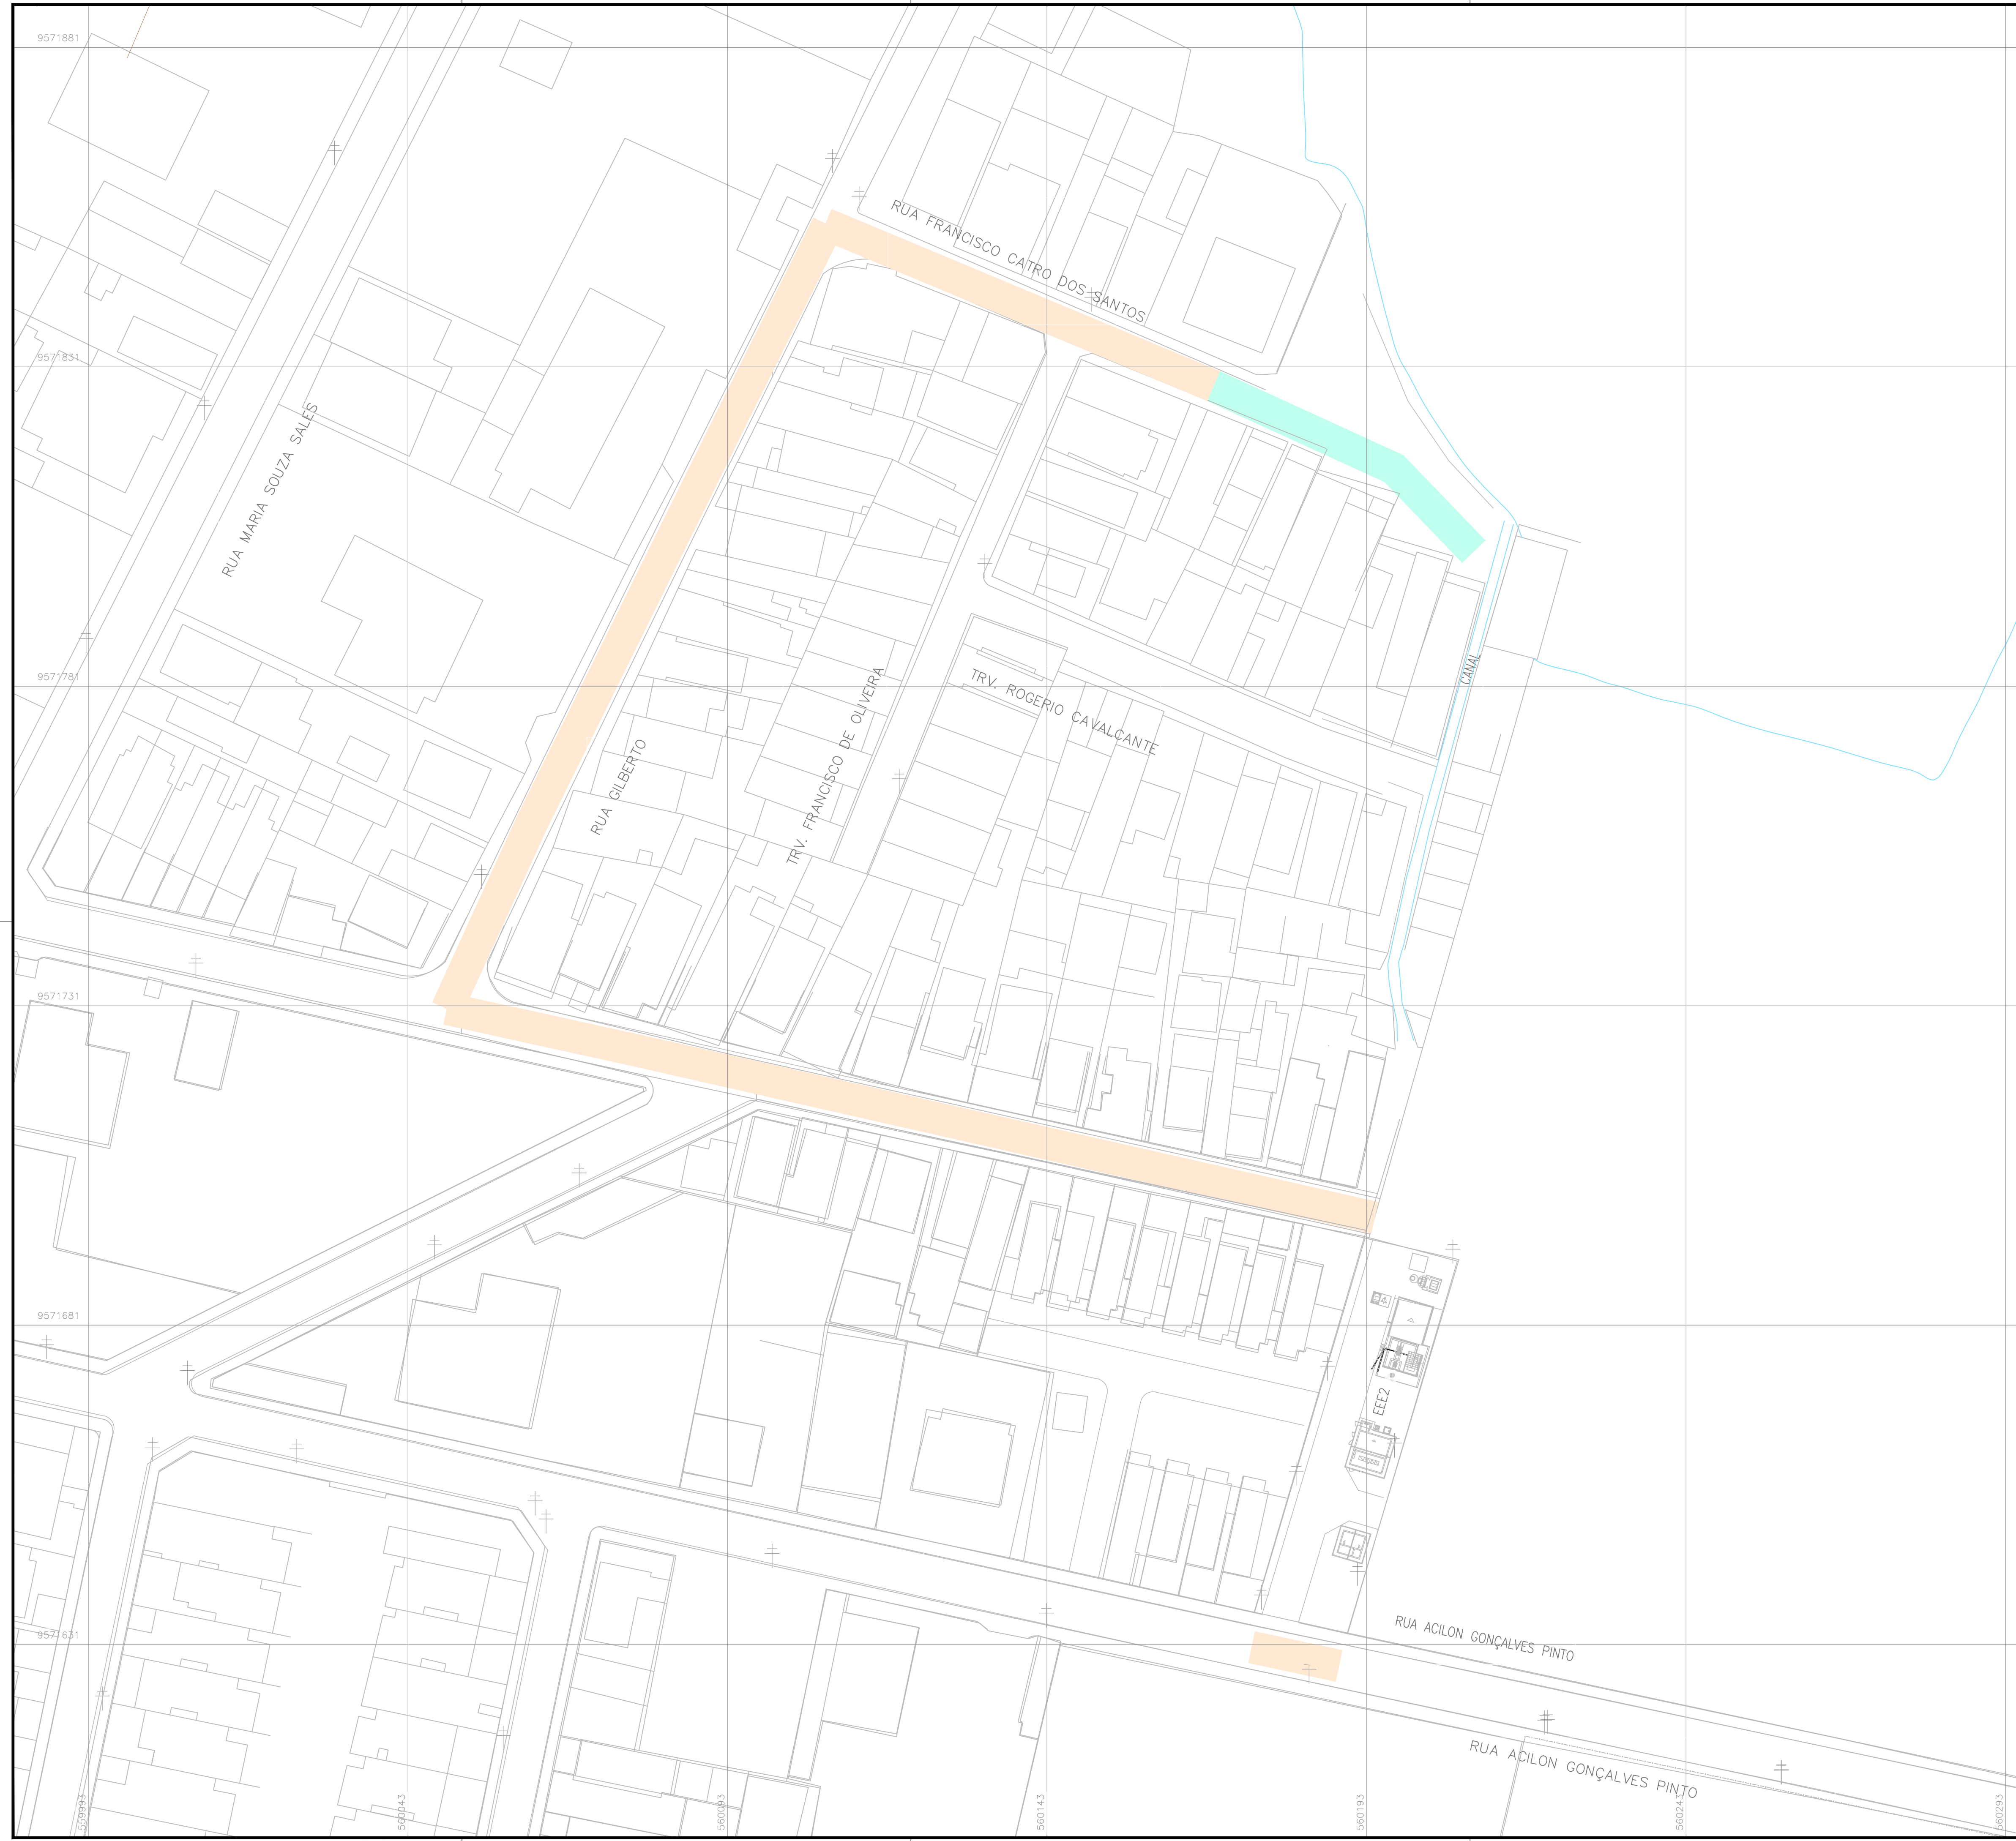 9571881
RUA FRANCISCO CATRO DOS SANTOS
9571831
RUA MARIA SOUZA SALES
9571781
CANAL
TRV. ROGERIO CAVALCANTE
TRV. FRANCISCO DE OLIVEIRA
RUA GILBERTO
9571731
9571681
EEE2
9571631
RUA ACILON GONÇALVES PINTO
RUA ACILON GONÇALVES PINTO
559993
560043
560093
560143
560193
560243
560293